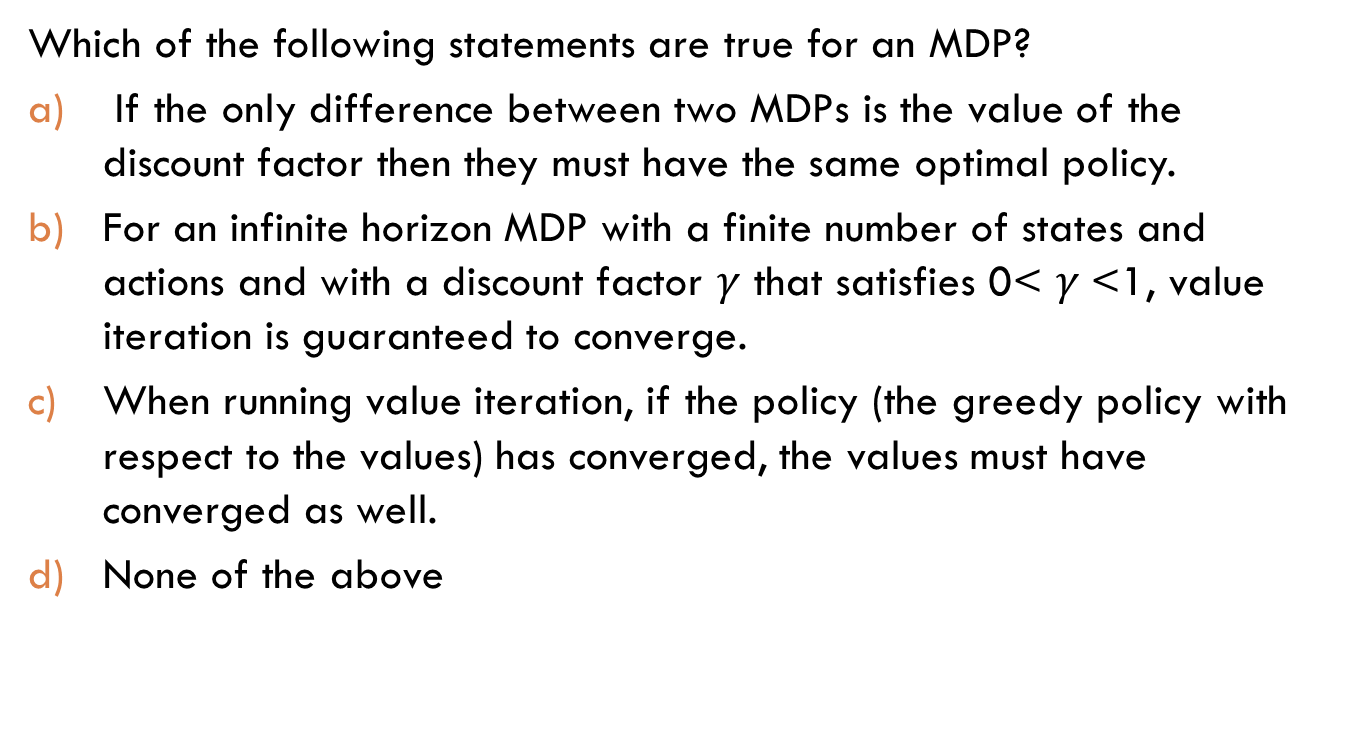 Which of the following statements are true for an MDP?
a) If the only difference between two MDPs is the value of the
discount factor then they must have the same optimal policy.
b) For an infinite horizon MDP with a finite number of states and
actions and with a discount factor γ that satisfies 0< γ <1, value
iteration is guaranteed to converge.
c) When running value iteration, if the policy (the greedy policy with
respect to the values) has converged, the values must have
converged as well.
d) None of the above